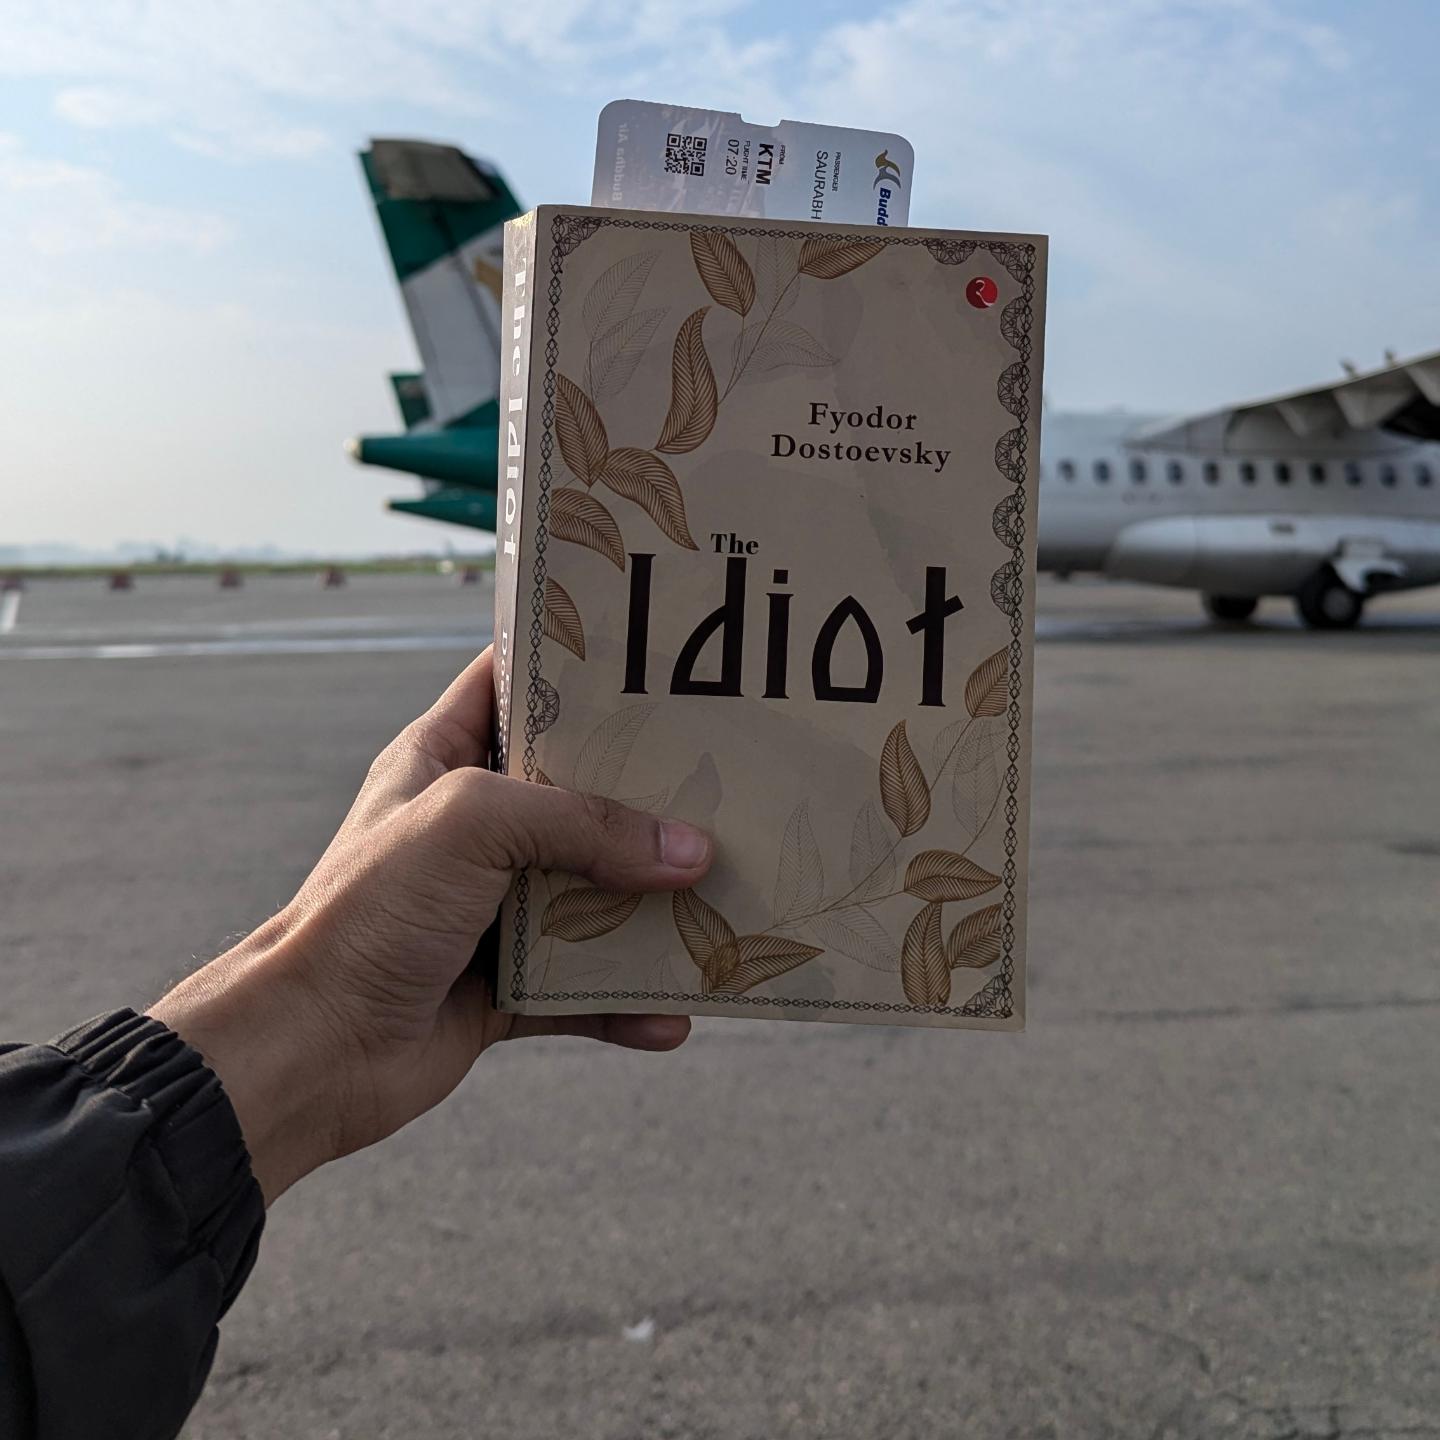 Budd
PASSENGER
SAURABH
FROM
KTM
FLIGHT TIME
07:20
Buddha Air
The Idiot
Fyodor
Dostoevsky
The
Idiot